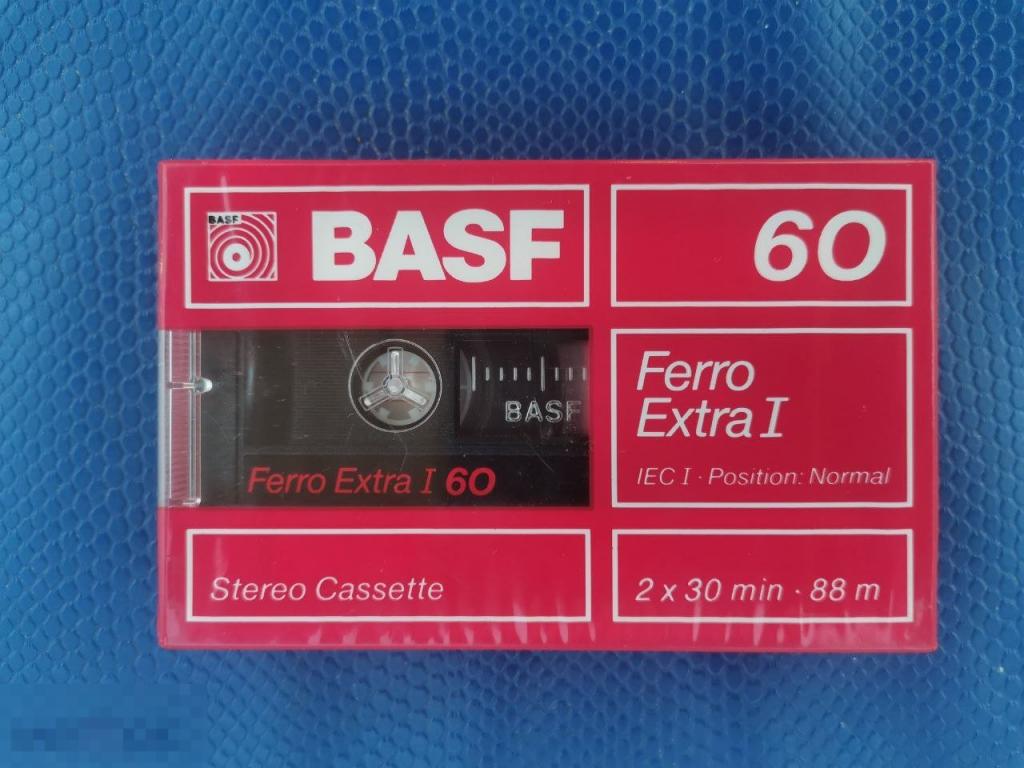 BASF
BASF
60
BASF
Ferro Extra I 60
Ferro
Extra I
IEC I · Position: Normal
Stereo Cassette
2 x 30 min · 88 m